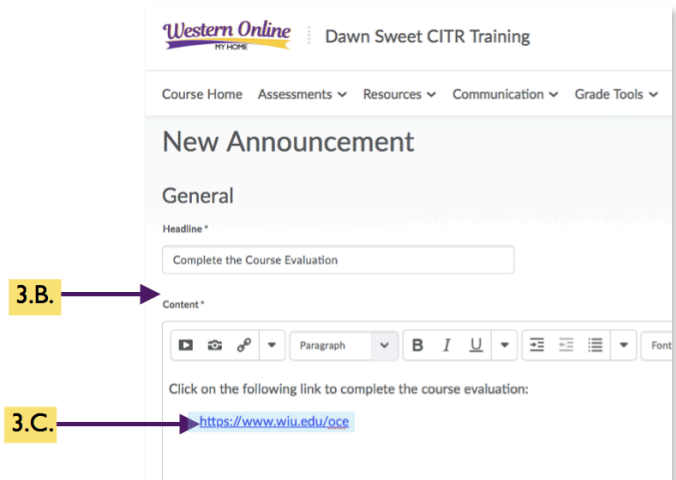 Western Online
MY HOME
Dawn Sweet CITR Training
Course Home Assessments Resources Communication Grade Tools
New Announcement
General
Headline *
Complete the Course Evaluation
3.B.
Content *
Paragraph B I U Font
Click on the following link to complete the course evaluation:
3.C.
https://www.wiu.edu/oce